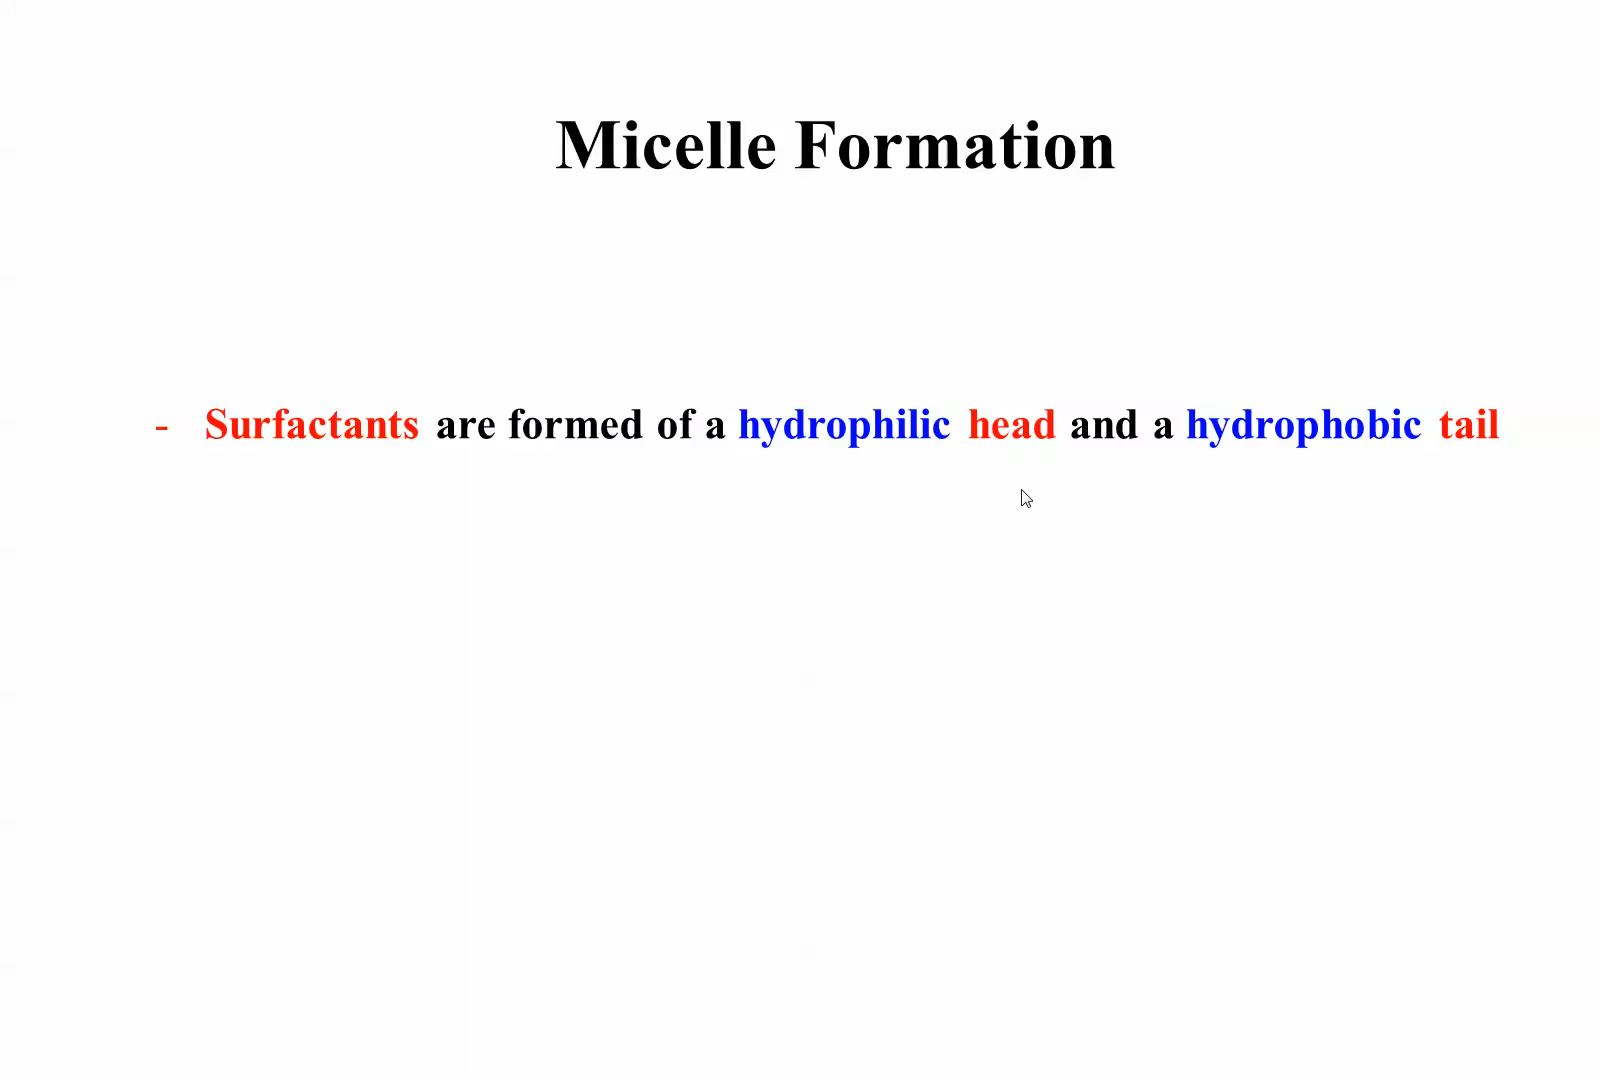 Micelle Formation
- Surfactants are formed of a hydrophilic head and a hydrophobic tail